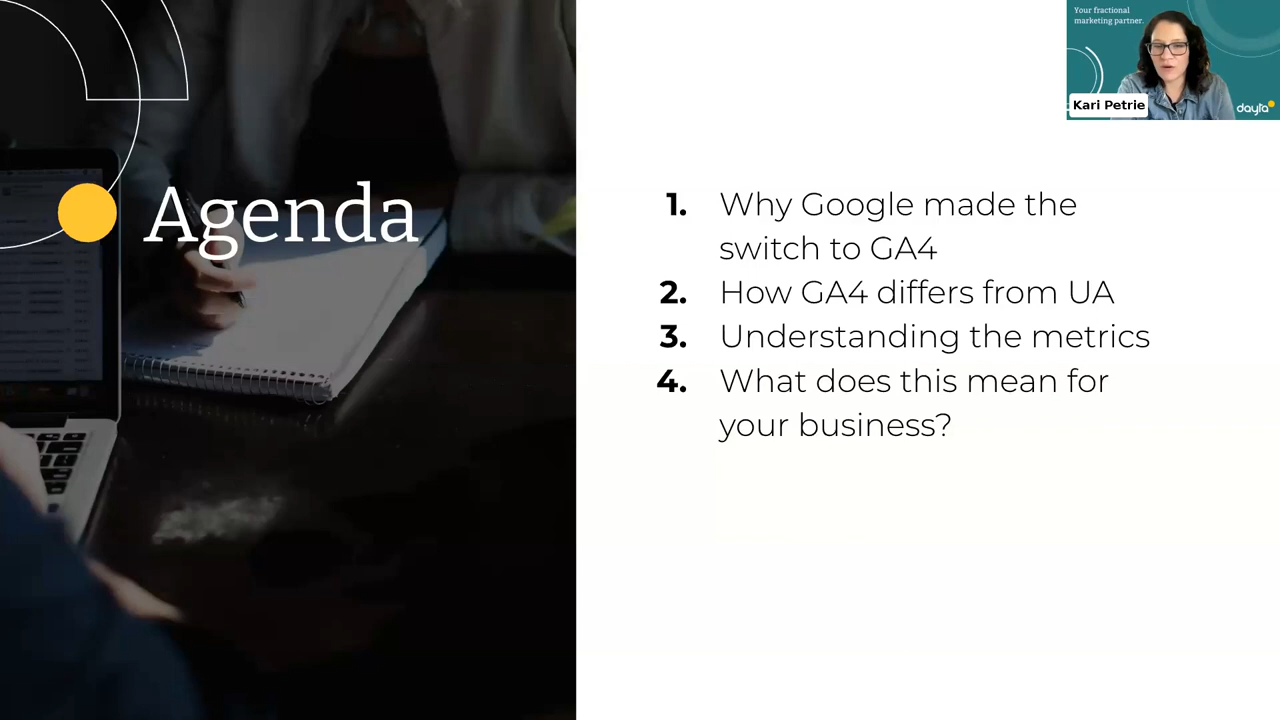 Your fractional
marketing partner.
Kari Petrie
dayta
Agenda
1. Why Google made the
switch to GA4
2. How GA4 differs from UA
3. Understanding the metrics
4. What does this mean for
your business?